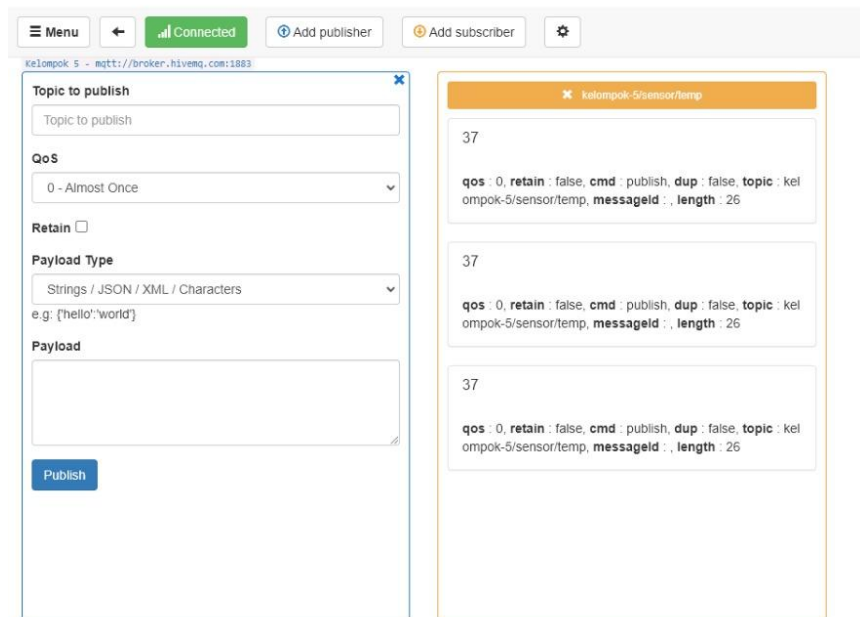 Menu
Connected
Add publisher
Add subscriber
Kelompok 5 - mqtt://broker.hivemq.com:1883
Topic to publish
Topic to publish
QoS
0 - Almost Once
Retain
Payload Type
Strings / JSON / XML / Characters
e.g: {'hello':'world'}
Payload
Publish
kelompok-5/sensor/temp
37
qos : 0, retain : false, cmd : publish, dup : false, topic : kel
ompok-5/sensor/temp, messageId : , length : 26
37
qos : 0, retain : false, cmd : publish, dup : false, topic : kel
ompok-5/sensor/temp, messageId : , length : 26
37
qos : 0, retain : false, cmd : publish, dup : false, topic : kel
ompok-5/sensor/temp, messageId : , length : 26